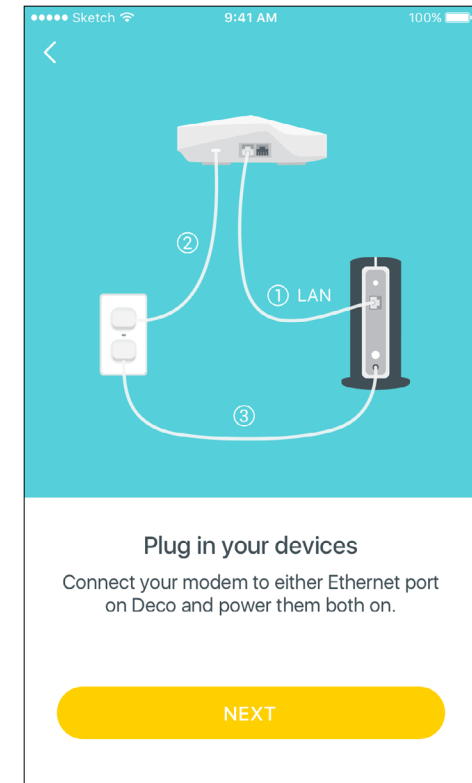 Sketch 9:41 AM 100%
②
① LAN
③
Plug in your devices
Connect your modem to either Ethernet port
on Deco and power them both on.
NEXT